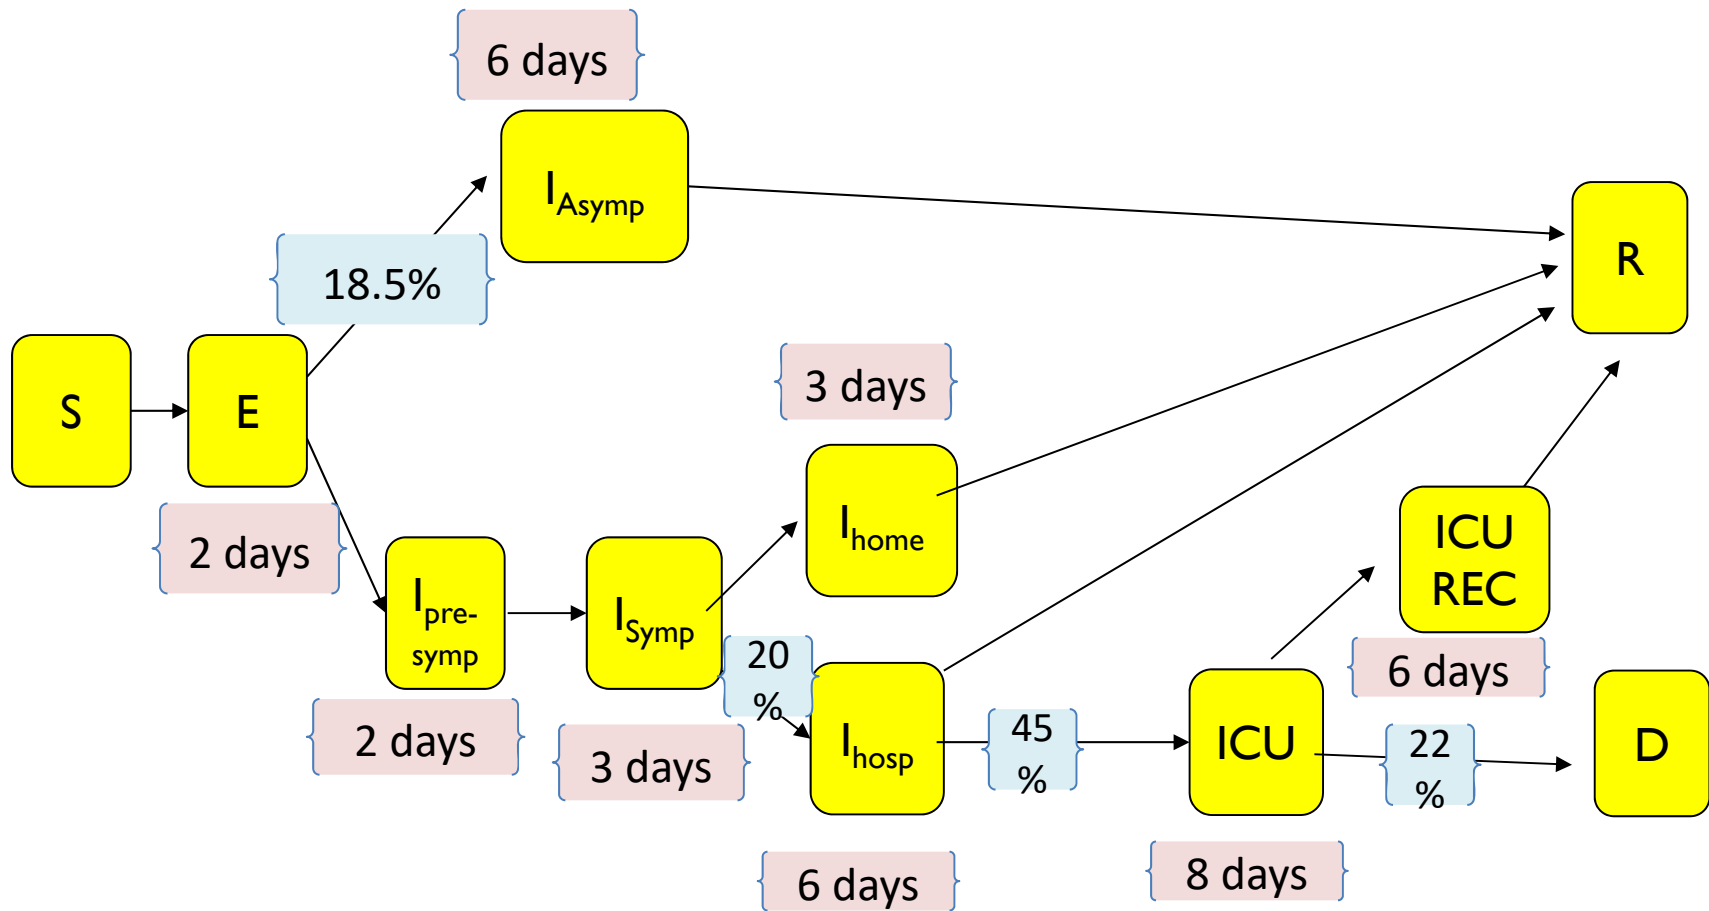 6 days
I_Asymp
18.5%
R
S
E
2 days
3 days
I_home
I_pre-
symp
2 days
I_Symp
3 days
20
%
I_hosp
6 days
45
%
ICU
8 days
ICU
REC
6 days
22
%
D